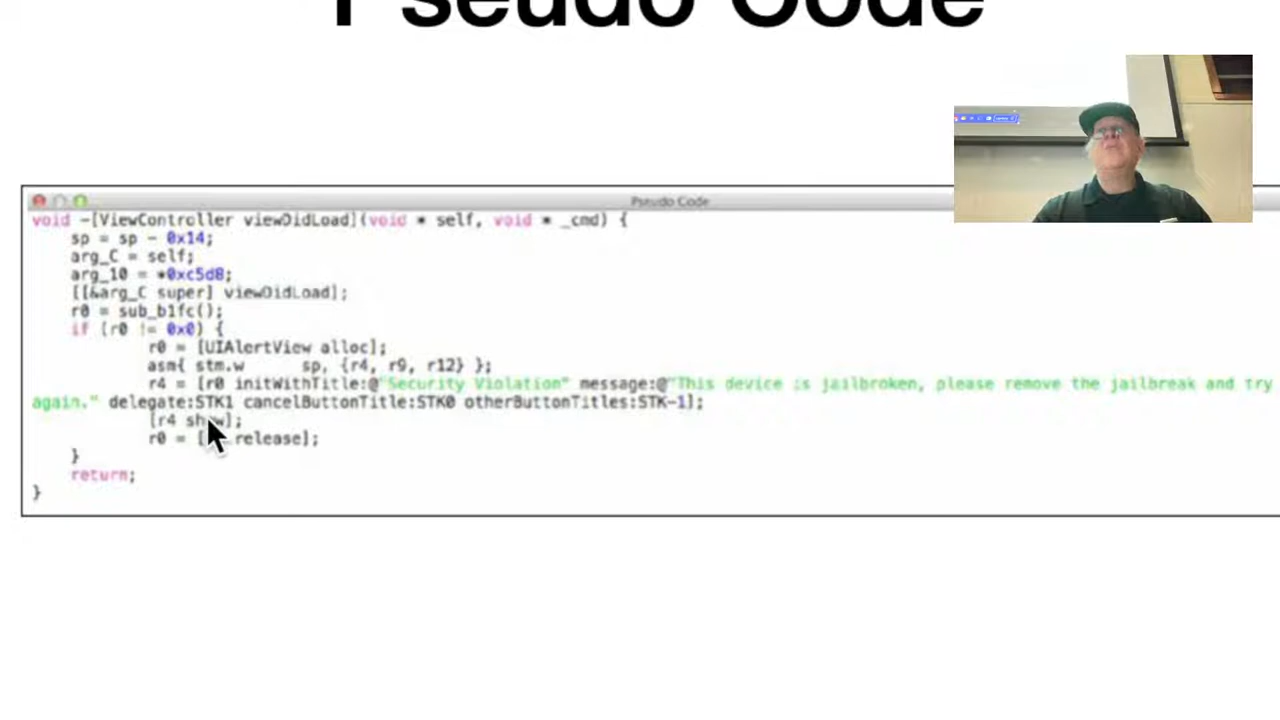 Pseudo Code
Pseudo Code
void -[ViewController viewDidLoad](void * self, void * _cmd) {
sp = sp - 0x14;
arg_C = self;
arg_10 = *0xc5d8;
[[&arg_C super] viewDidLoad];
r0 = sub_b1fc();
if (r0 != 0x0) {
r0 = [UIAlertView alloc];
asm{ stm.w sp, {r4, r9, r12} };
r4 = [r0 initWithTitle:@"Security Violation" message:@"This device is jailbroken, please remove the jailbreak and try
again." delegate:STK1 cancelButtonTitle:STK0 otherButtonTitles:STK-1];
[r4 show];
r0 = [ release];
}
return;
}